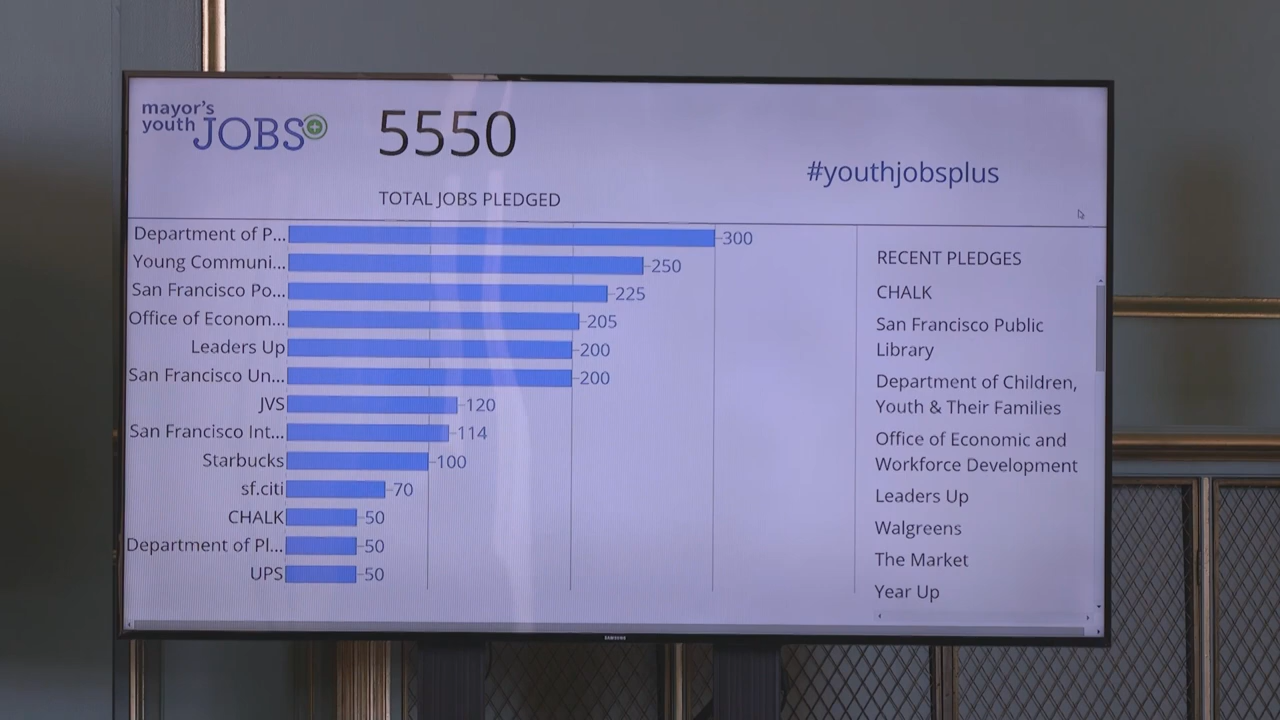 mayor's
youth JOBS
5550
TOTAL JOBS PLEDGED
#youthjobsplus
Department of P... 300
Young Communi... 250
San Francisco Po... 225
Office of Econom... 205
Leaders Up 200
San Francisco Un... 200
JVS 120
San Francisco Int... 114
Starbucks 100
sf.citi 70
CHALK 50
Department of Pl... 50
UPS 50
RECENT PLEDGES
CHALK
San Francisco Public
Library
Department of Children,
Youth & Their Families
Office of Economic and
Workforce Development
Leaders Up
Walgreens
The Market
Year Up
SAMSUNG